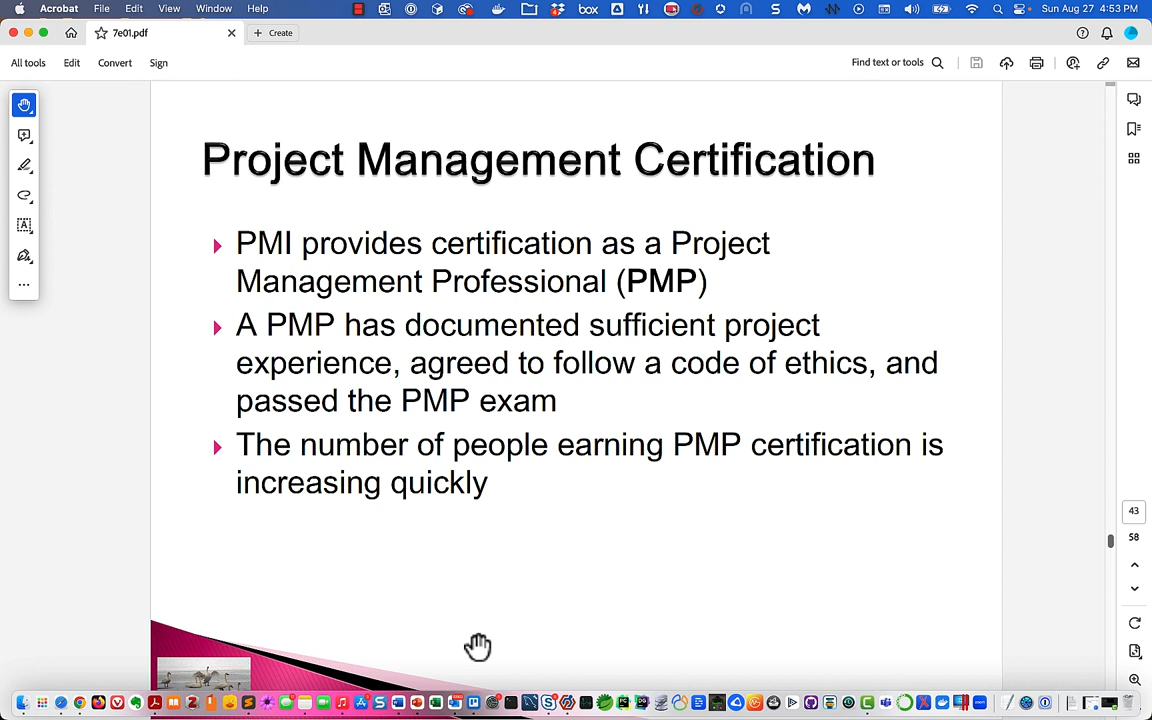 Acrobat File Edit View Window Help
box
Sun Aug 27 4:53 PM
7e01.pdf
Create
All tools Edit Convert Sign
Find text or tools
Project Management Certification
PMI provides certification as a Project
Management Professional (PMP)
A PMP has documented sufficient project
experience, agreed to follow a code of ethics, and
passed the PMP exam
The number of people earning PMP certification is
increasing quickly
43
58